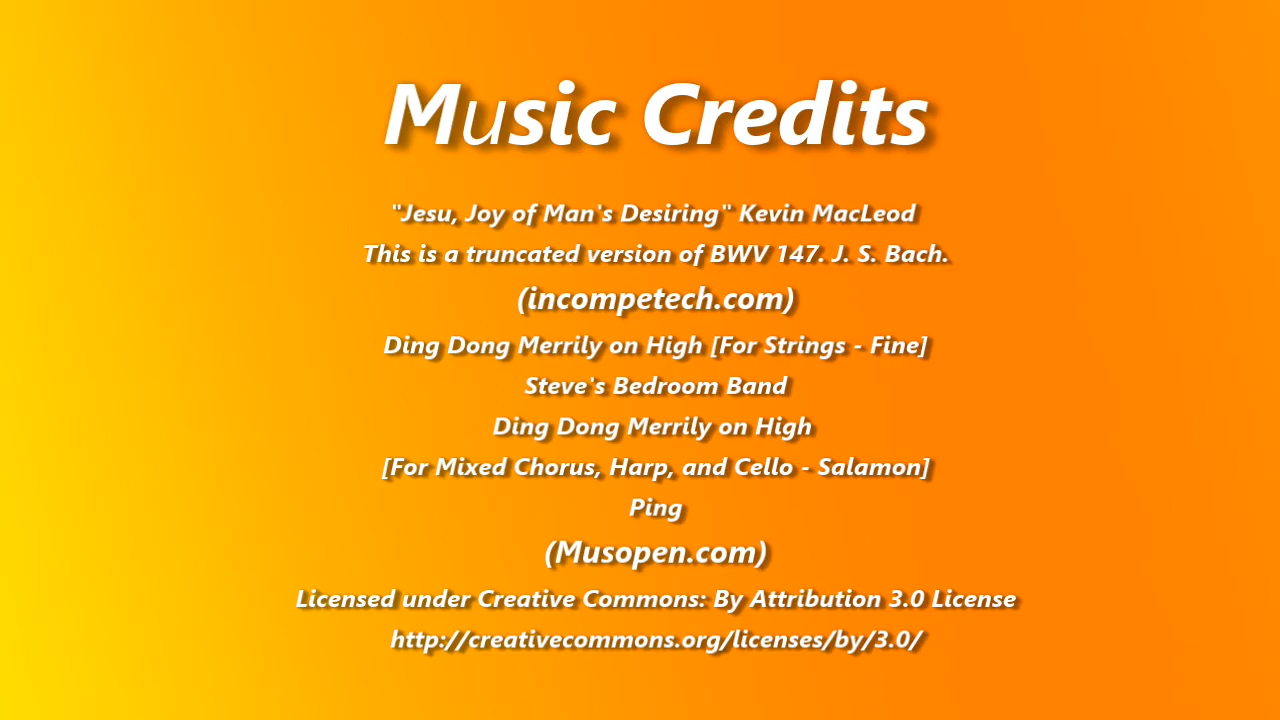 Music Credits
"Jesu, Joy of Man's Desiring" Kevin MacLeod
This is a truncated version of BWV 147. J. S. Bach.
(incompetech.com)
Ding Dong Merrily on High [For Strings - Fine]
Steve's Bedroom Band
Ding Dong Merrily on High
[For Mixed Chorus, Harp, and Cello - Salamon]
Ping
(Musopen.com)
Licensed under Creative Commons: By Attribution 3.0 License
http://creativecommons.org/licenses/by/3.0/